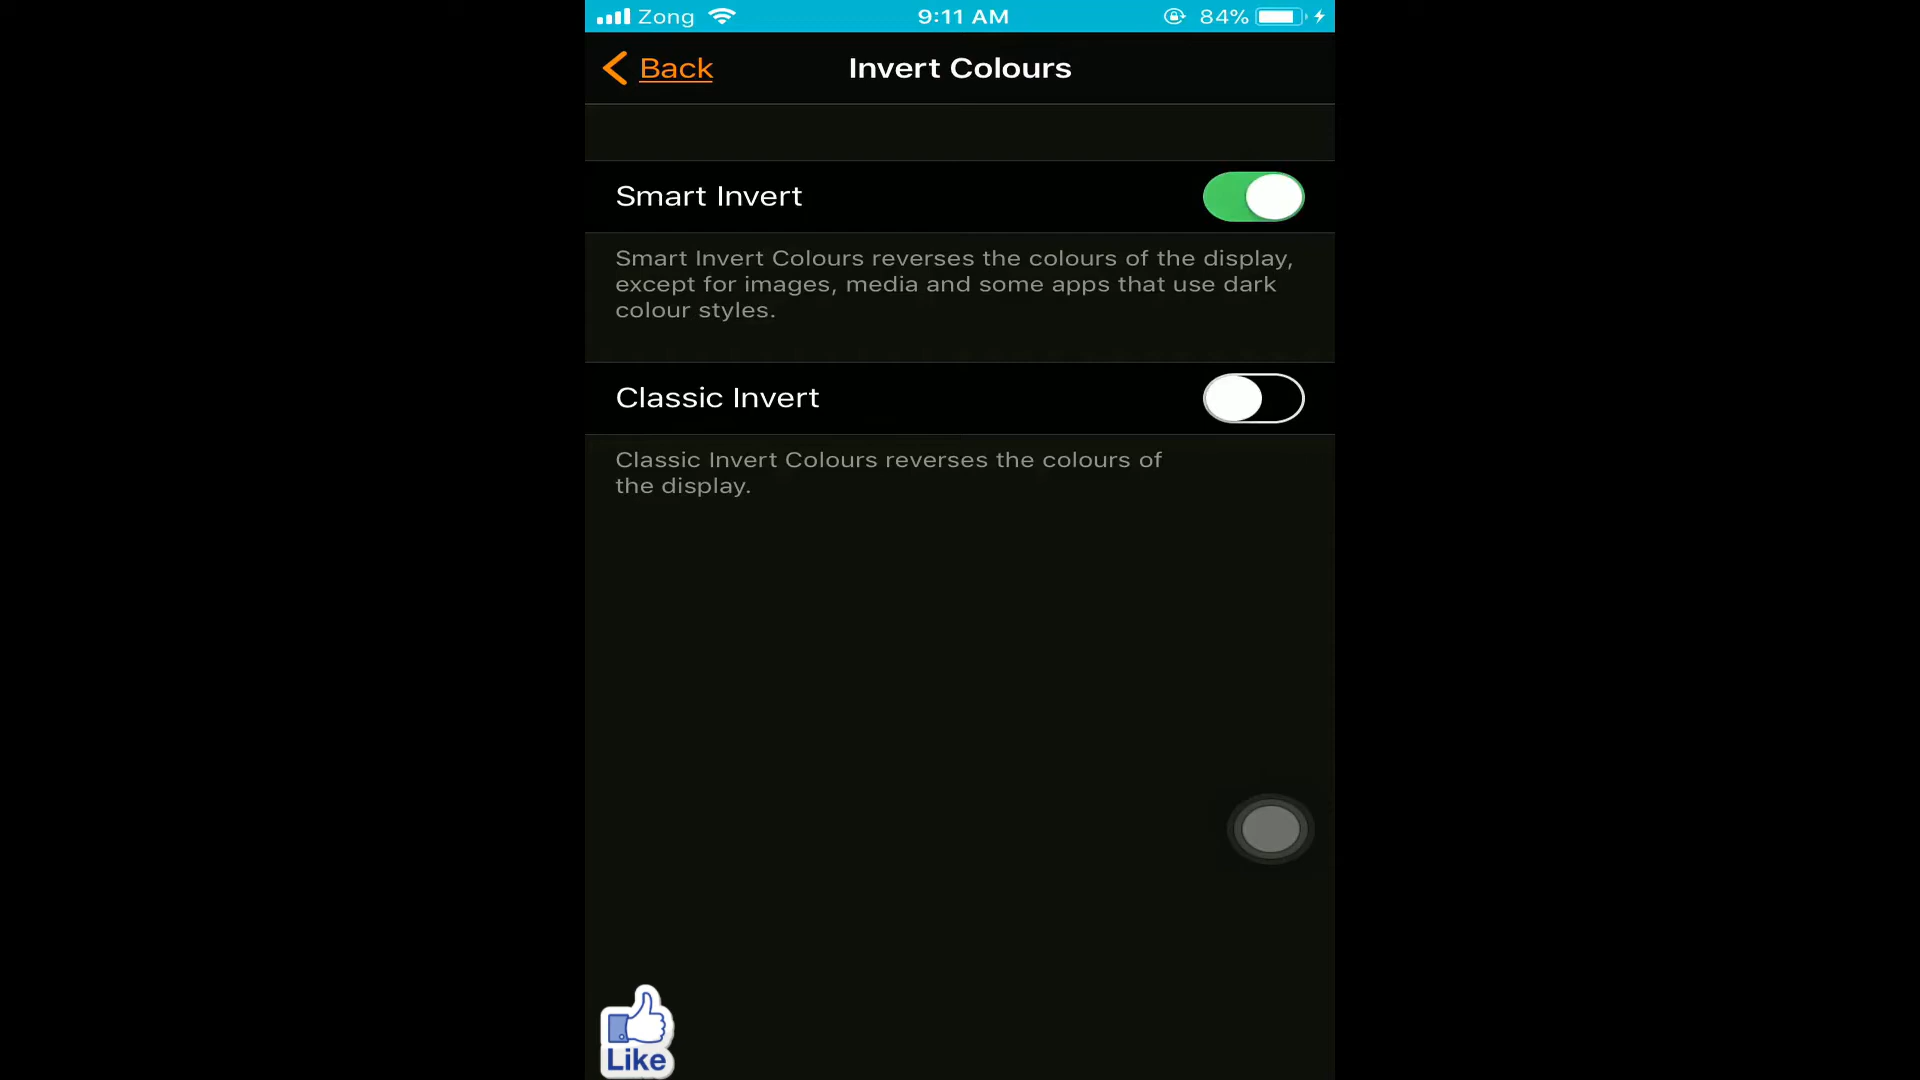 Zong 9:11 AM 84%
Back Invert Colours
Smart Invert
Smart Invert Colours reverses the colours of the display,
except for images, media and some apps that use dark
colour styles.
Classic Invert
Classic Invert Colours reverses the colours of
the display.
Like